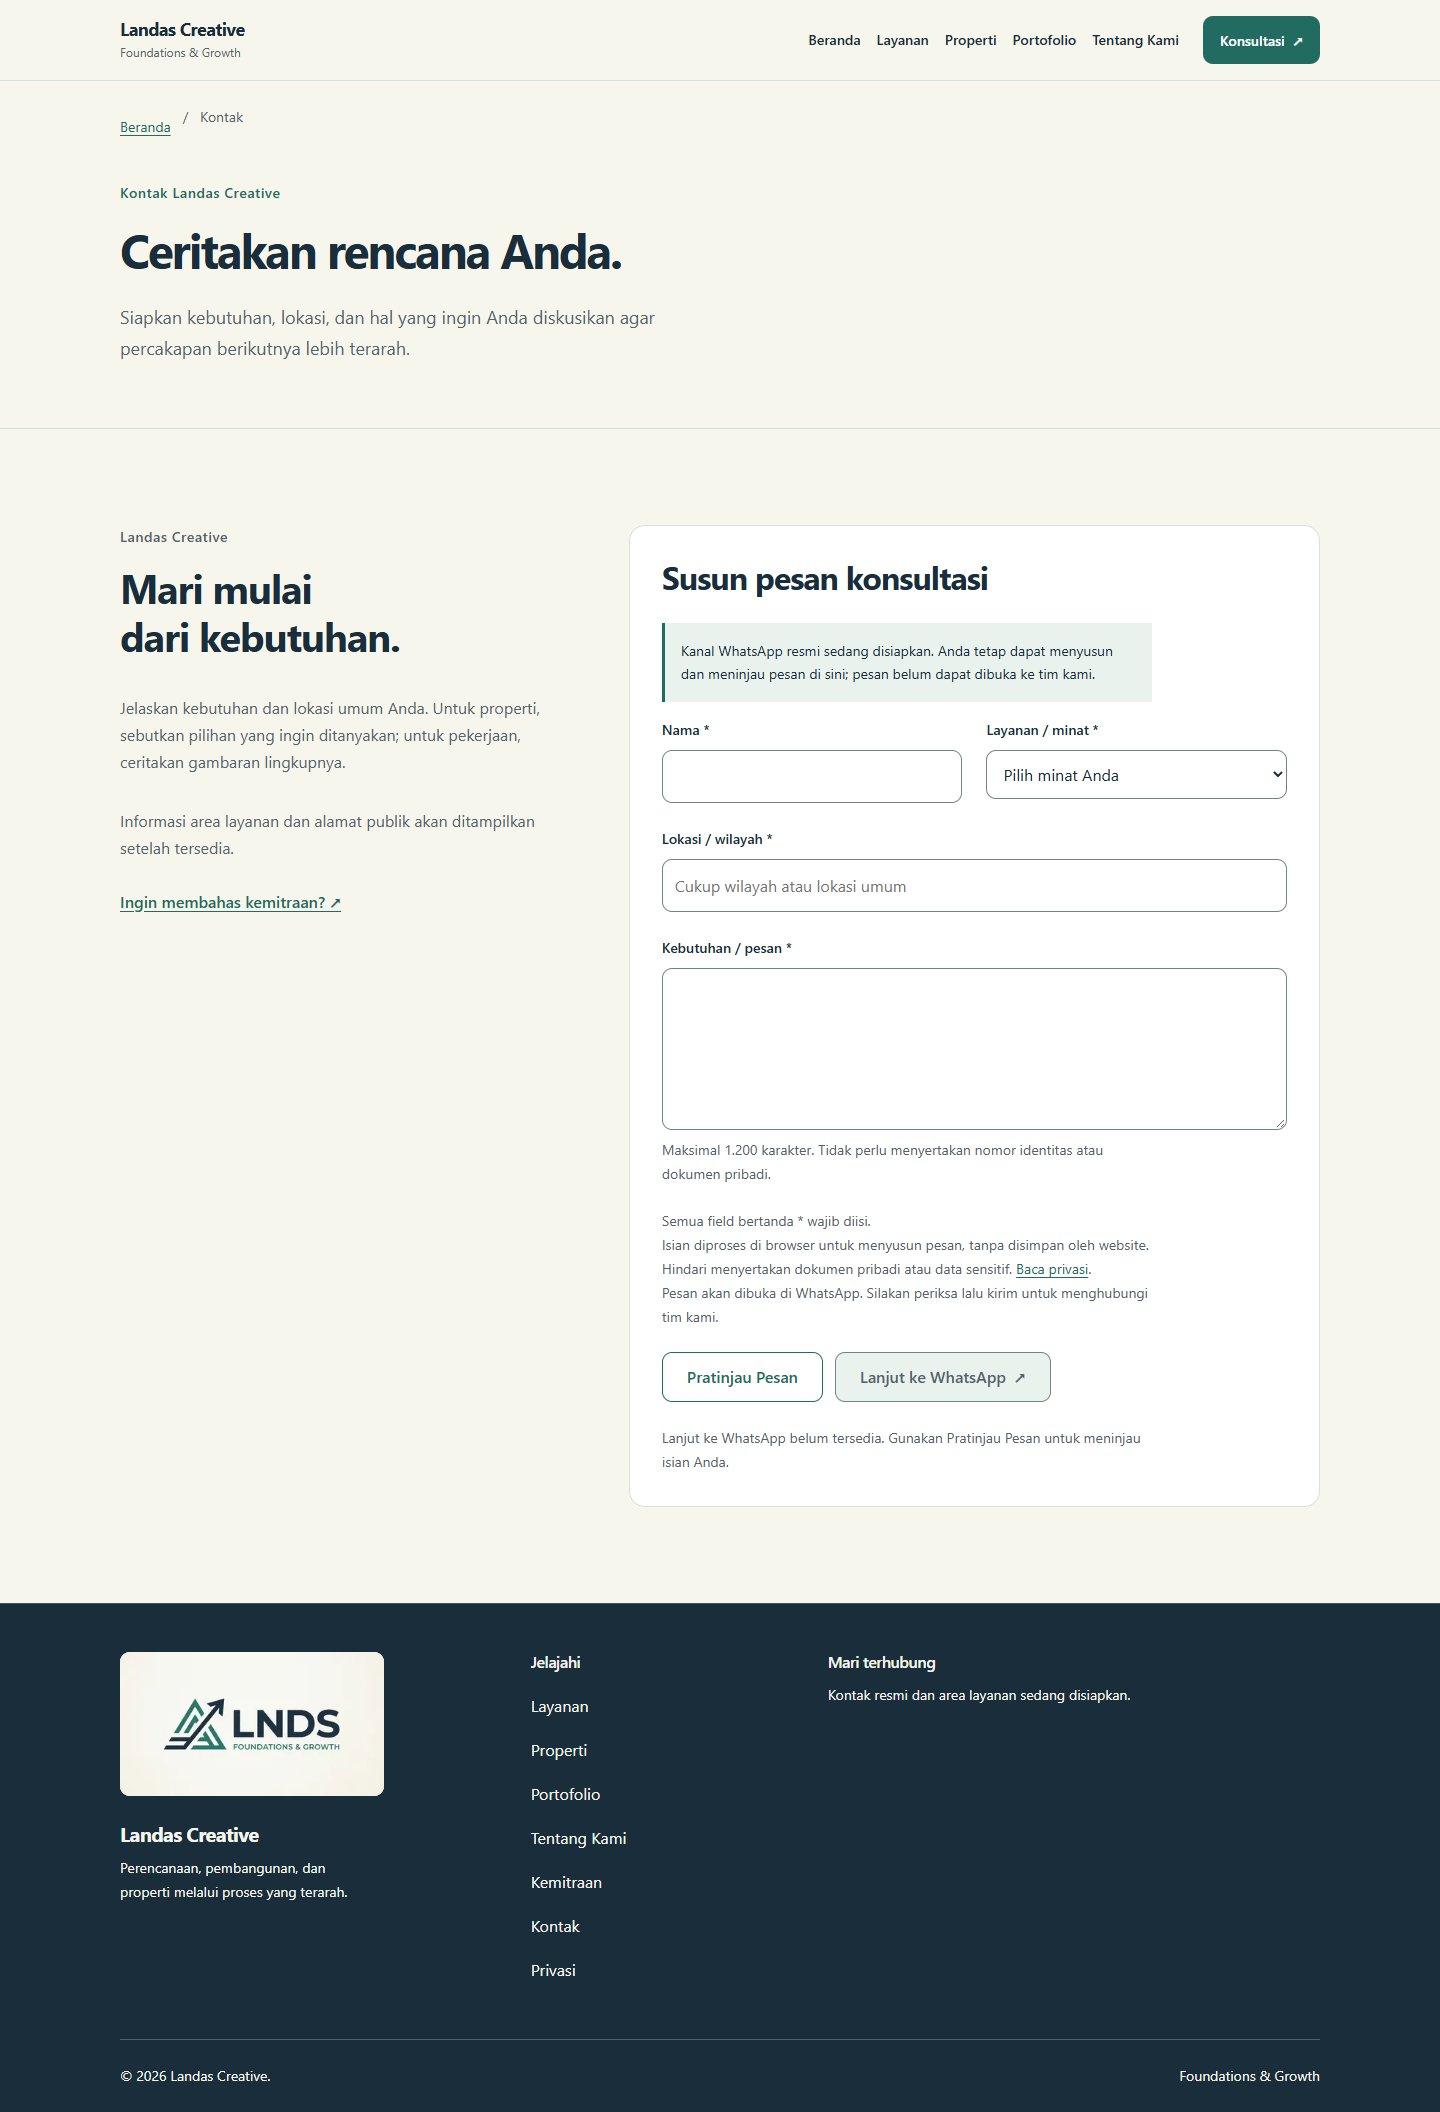 Landas Creative
Foundations & Growth
Beranda
Layanan
Properti
Portofolio
Tentang Kami
Konsultasi ↗
Beranda / Kontak
Kontak Landas Creative
Ceritakan rencana Anda.
Siapkan kebutuhan, lokasi, dan hal yang ingin Anda diskusikan agar
percakapan berikutnya lebih terarah.
Landas Creative
Mari mulai
dari kebutuhan.
Jelaskan kebutuhan dan lokasi umum Anda. Untuk properti,
sebutkan pilihan yang ingin ditanyakan; untuk pekerjaan,
ceritakan gambaran lingkupnya.
Informasi area layanan dan alamat publik akan ditampilkan
setelah tersedia.
Ingin membahas kemitraan? ↗
Susun pesan konsultasi
Kanal WhatsApp resmi sedang disiapkan. Anda tetap dapat menyusun
dan meninjau pesan di sini; pesan belum dapat dibuka ke tim kami.
Nama *
Layanan / minat *
Pilih minat Anda
Lokasi / wilayah *
Cukup wilayah atau lokasi umum
Kebutuhan / pesan *
Maksimal 1.200 karakter. Tidak perlu menyertakan nomor identitas atau
dokumen pribadi.
Semua field bertanda * wajib diisi.
Isian diproses di browser untuk menyusun pesan, tanpa disimpan oleh website.
Hindari menyertakan dokumen pribadi atau data sensitif. Baca privasi.
Pesan akan dibuka di WhatsApp. Silakan periksa lalu kirim untuk menghubungi
tim kami.
Pratinjau Pesan
Lanjut ke WhatsApp ↗
Lanjut ke WhatsApp belum tersedia. Gunakan Pratinjau Pesan untuk meninjau
isian Anda.
LNDS
FOUNDATIONS & GROWTH
Landas Creative
Perencanaan, pembangunan, dan
properti melalui proses yang terarah.
Jelajahi
Layanan
Properti
Portofolio
Tentang Kami
Kemitraan
Kontak
Privasi
Mari terhubung
Kontak resmi dan area layanan sedang disiapkan.
© 2026 Landas Creative.
Foundations & Growth